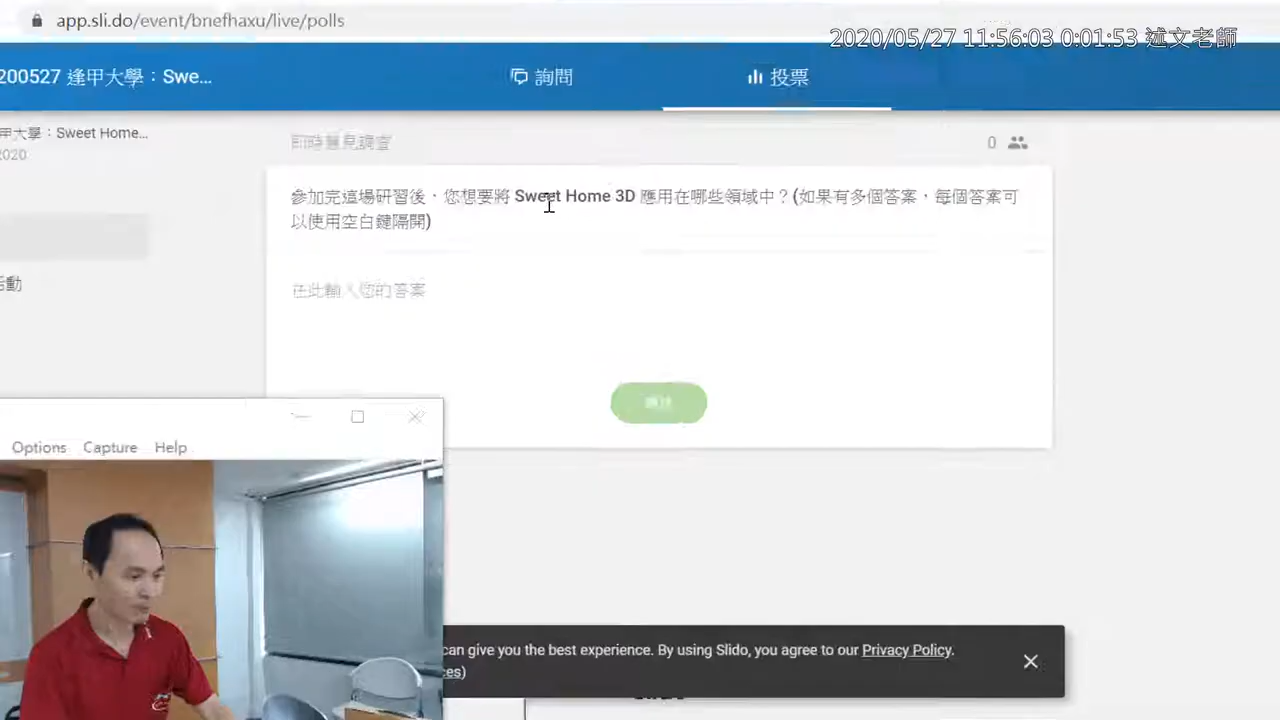 app.sli.do/event/briefhaxu/live/polls
2020/05/27 11:56:03 0:01:53 述文老師
200527 逢甲大學：Swe...
詢問
投票
甲大學：Sweet Home...
2020
即時意見調查
0
參加完這場研習後，您想要將 Sweet Home 3D 應用在哪些領域中？(如果有多個答案，每個答案可
以使用空白鍵隔開)
活動
在此輸入您的答案
Options Capture Help
can give you the best experience. By using Slido, you agree to our Privacy Policy.
es)